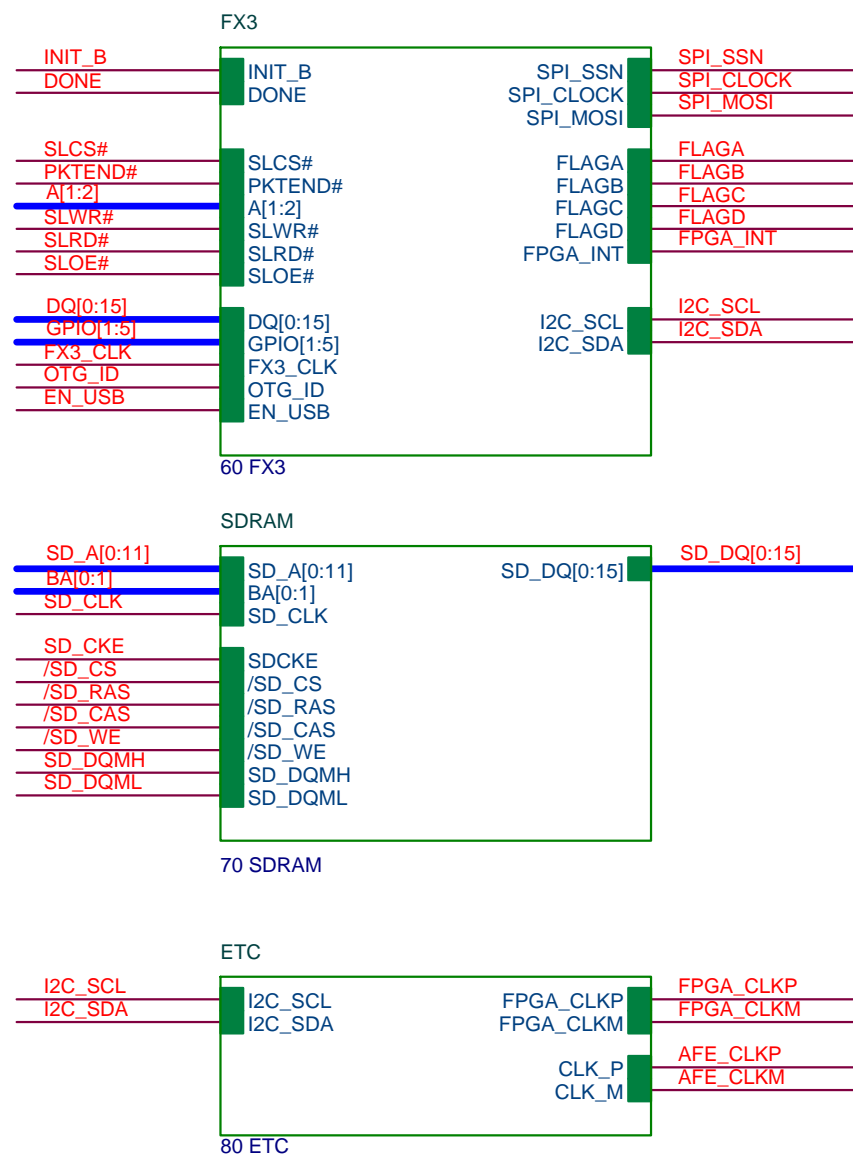 FX3
INIT_B
DONE
SLCS#
PKTEND#
A[1:2]
SLWR#
SLRD#
SLOE#
DQ[0:15]
GPIO[1:5]
FX3_CLK
OTG_ID
EN_USB
INIT_B
DONE
SLCS#
PKTEND#
A[1:2]
SLWR#
SLRD#
SLOE#
DQ[0:15]
GPIO[1:5]
FX3_CLK
OTG_ID
EN_USB
SPI_SSN
SPI_CLOCK
SPI_MOSI
FLAGA
FLAGB
FLAGC
FLAGD
FPGA_INT
I2C_SCL
I2C_SDA
SPI_SSN
SPI_CLOCK
SPI_MOSI
FLAGA
FLAGB
FLAGC
FLAGD
FPGA_INT
I2C_SCL
I2C_SDA
60 FX3
SDRAM
SD_A[0:11]
BA[0:1]
SD_CLK
SD_CKE
/SD_CS
/SD_RAS
/SD_CAS
/SD_WE
SD_DQMH
SD_DQML
SD_A[0:11]
BA[0:1]
SD_CLK
SDCKE
/SD_CS
/SD_RAS
/SD_CAS
/SD_WE
SD_DQMH
SD_DQML
SD_DQ[0:15]
SD_DQ[0:15]
70 SDRAM
ETC
I2C_SCL
I2C_SDA
I2C_SCL
I2C_SDA
FPGA_CLKP
FPGA_CLKM
CLK_P
CLK_M
FPGA_CLKP
FPGA_CLKM
AFE_CLKP
AFE_CLKM
80 ETC